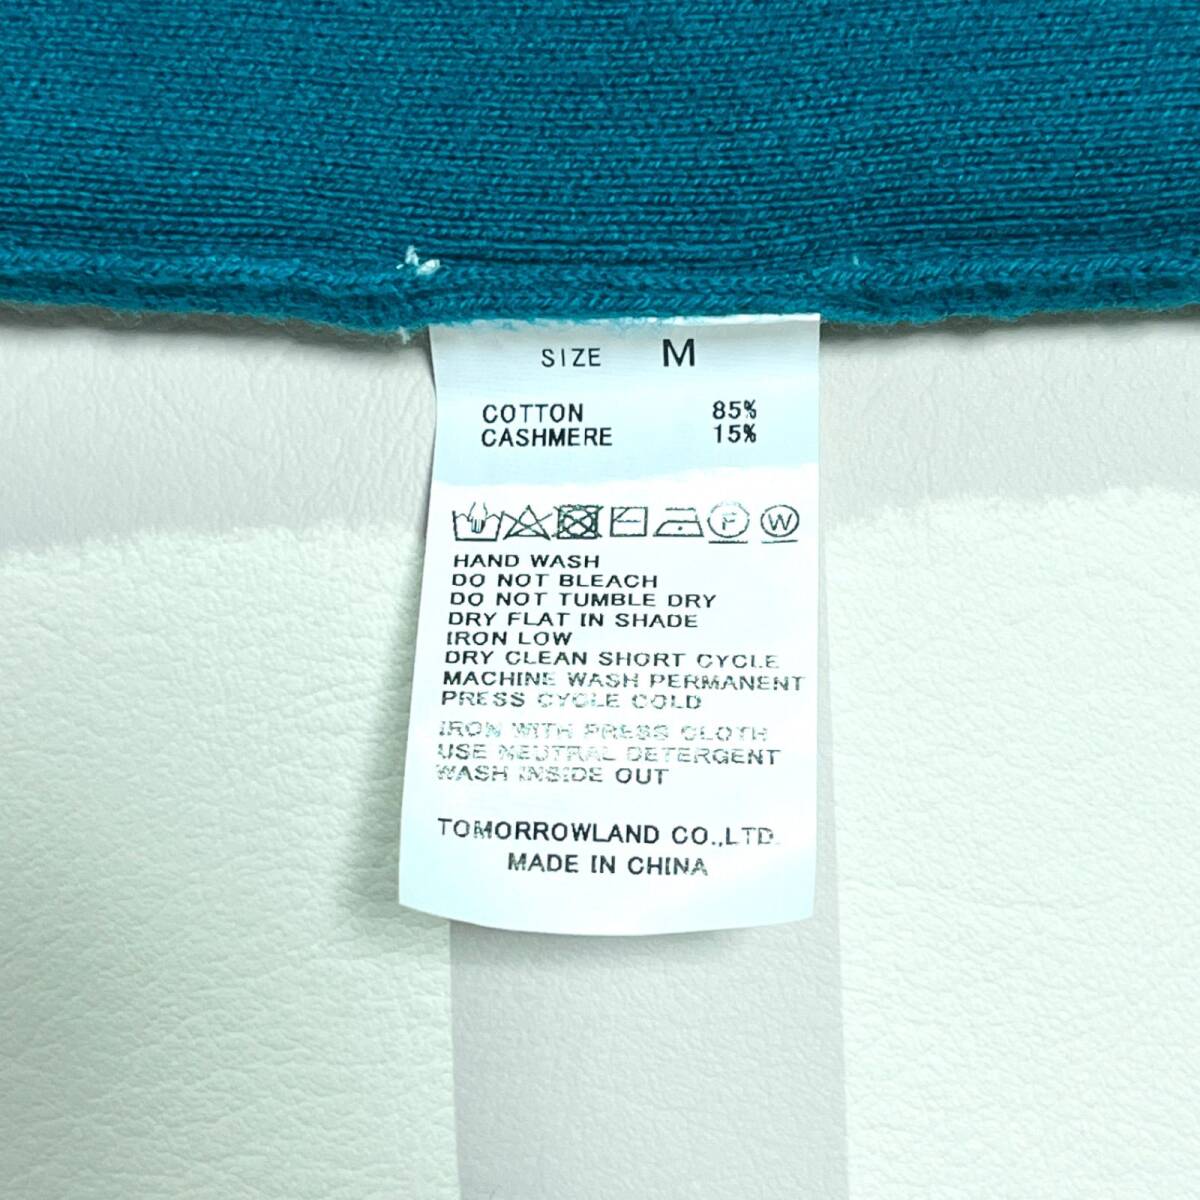 SIZE M
COTTON 85%
CASHMERE 15%
F W
HAND WASH
DO NOT BLEACH
DO NOT TUMBLE DRY
DRY FLAT IN SHADE
IRON LOW
DRY CLEAN SHORT CYCLE
MACHINE WASH PERMANENT
PRESS CYCLE COLD
IRON WITH PRESS CLOTH
USE NEUTRAL DETERGENT
WASH INSIDE OUT
TOMORROWLAND CO.,LTD.
MADE IN CHINA